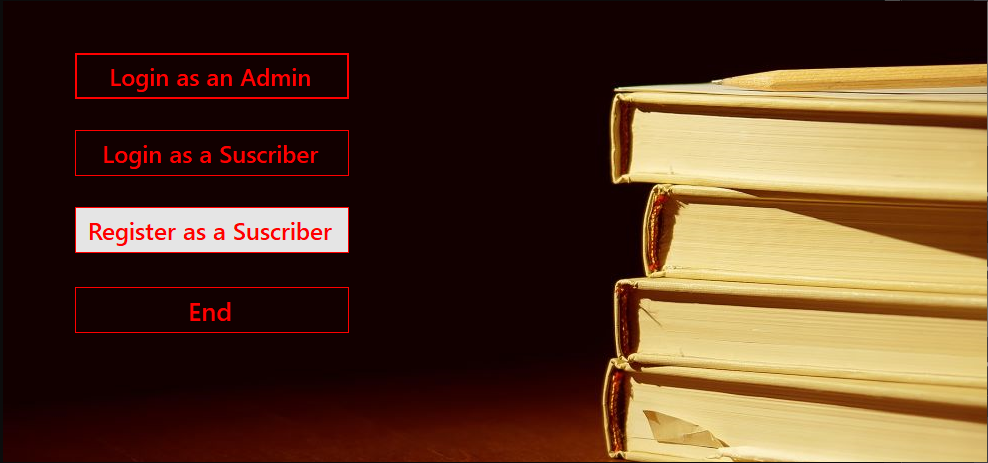 Login as an Admin
Login as a Suscriber
Register as a Suscriber
End